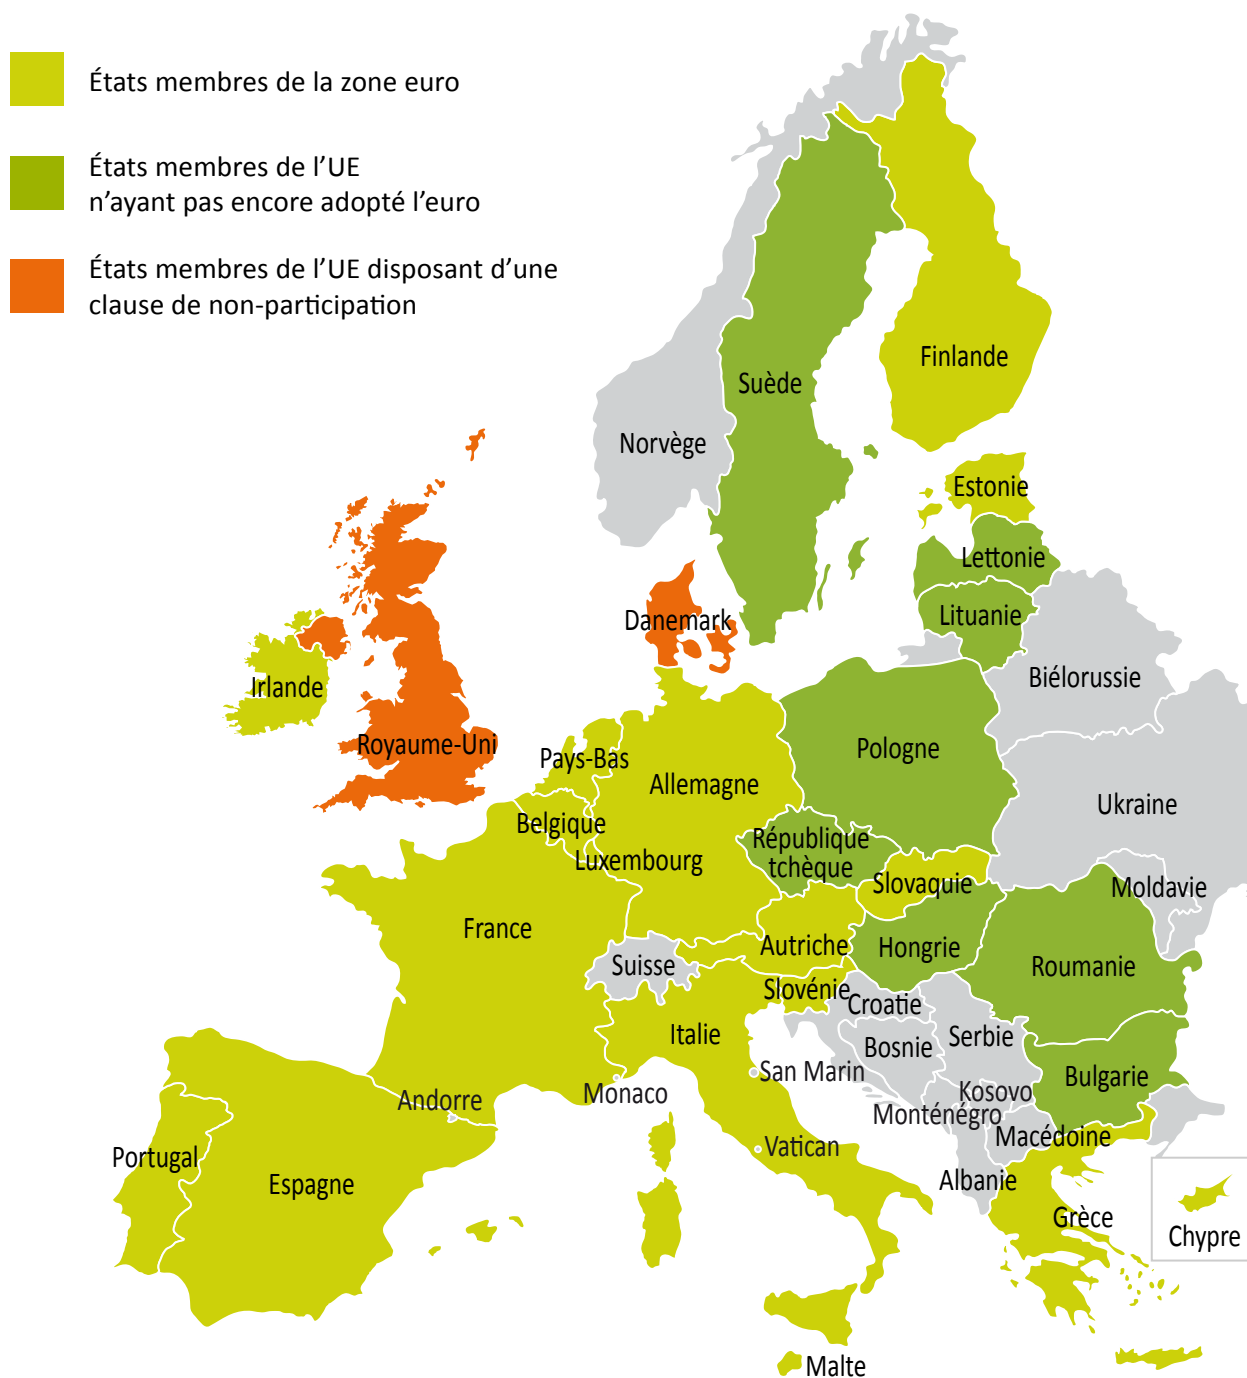 États membres de la zone euro
États membres de l’UE
n’ayant pas encore adopté l’euro
États membres de l’UE disposant d’une
clause de non-participation
Finlande
Suède
Norvège
Estonie
Lettonie
Lituanie
Danemark
Biélorussie
Irlande
Royaume-Uni
Pays-Bas
Pologne
Allemagne
Ukraine
Belgique
République
tchèque
Luxembourg
Slovaquie
Moldavie
France
Autriche
Hongrie
Suisse
Roumanie
Slovénie
Croatie
Italie
Serbie
Bosnie
San Marin
Bulgarie
Monaco
Kosovo
Andorre
Monténégro
Macédoine
Vatican
Portugal
Espagne
Albanie
Grèce
Chypre
Malte